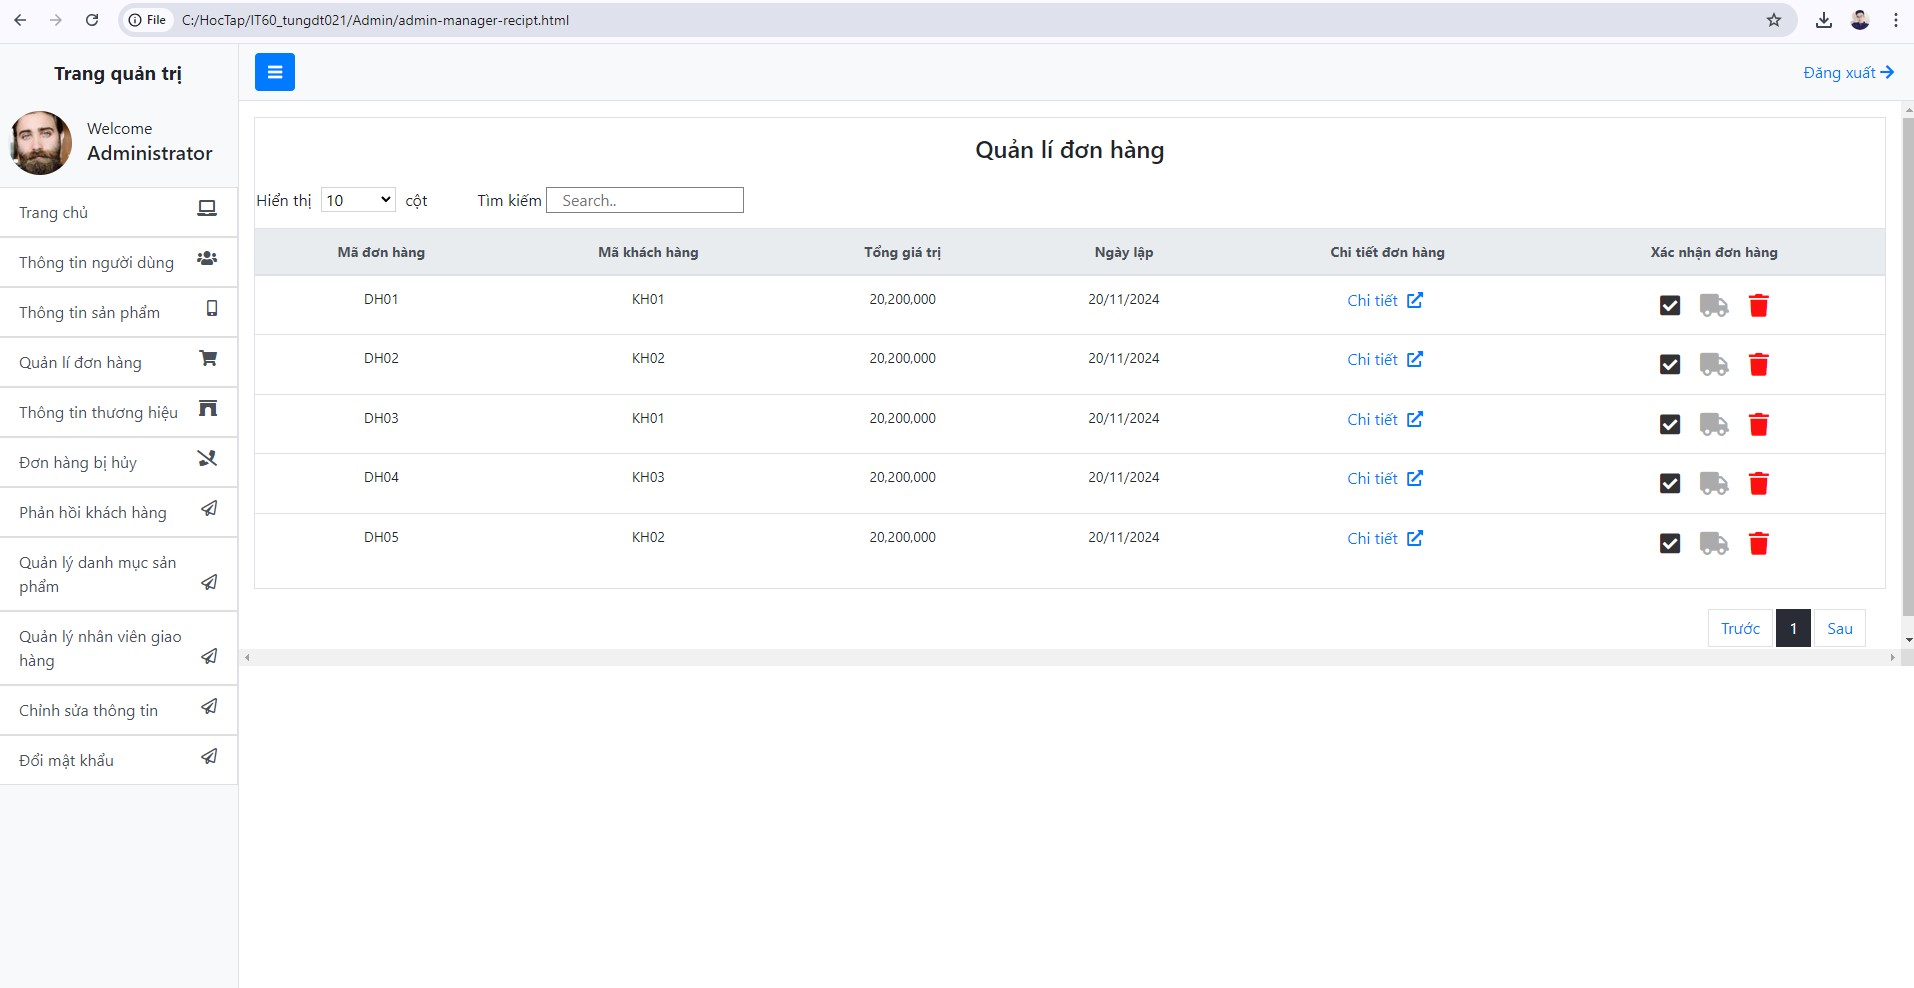 File C:/HocTap/IT60_tungdt021/Admin/admin-manager-recipt.html
Trang quản trị
Đăng xuất
Welcome
Administrator
Trang chủ
Thông tin người dùng
Thông tin sản phẩm
Quản lí đơn hàng
Thông tin thương hiệu
Đơn hàng bị hủy
Phản hồi khách hàng
Quản lý danh mục sản
phẩm
Quản lý nhân viên giao
hàng
Chỉnh sửa thông tin
Đổi mật khẩu
Quản lí đơn hàng
Hiển thị 10 cột Tìm kiếm Search..
Mã đơn hàng Mã khách hàng Tổng giá trị Ngày lập Chi tiết đơn hàng Xác nhận đơn hàng
DH01 KH01 20,200,000 20/11/2024 Chi tiết
DH02 KH02 20,200,000 20/11/2024 Chi tiết
DH03 KH01 20,200,000 20/11/2024 Chi tiết
DH04 KH03 20,200,000 20/11/2024 Chi tiết
DH05 KH02 20,200,000 20/11/2024 Chi tiết
Trước 1 Sau